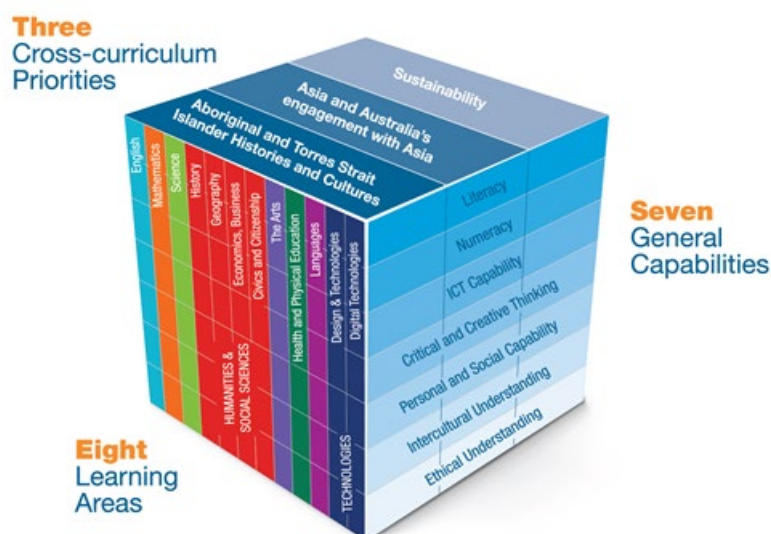 Three
Cross-curriculum
Priorities
Sustainability
Asia and Australia's
engagement with Asia
Aboriginal and Torres Strait
Islander Histories and Cultures
English
Mathematics
Science
History
Geography
Economics, Business
Civics and Citizenship
HUMANITIES &
SOCIAL SCIENCES
The Arts
Health and Physical Education
Languages
Design & Technologies
Digital Technologies
TECHNOLOGIES
Literacy
Numeracy
ICT Capability
Critical and Creative Thinking
Personal and Social Capability
Intercultural Understanding
Ethical Understanding
Seven
General
Capabilities
Eight
Learning
Areas